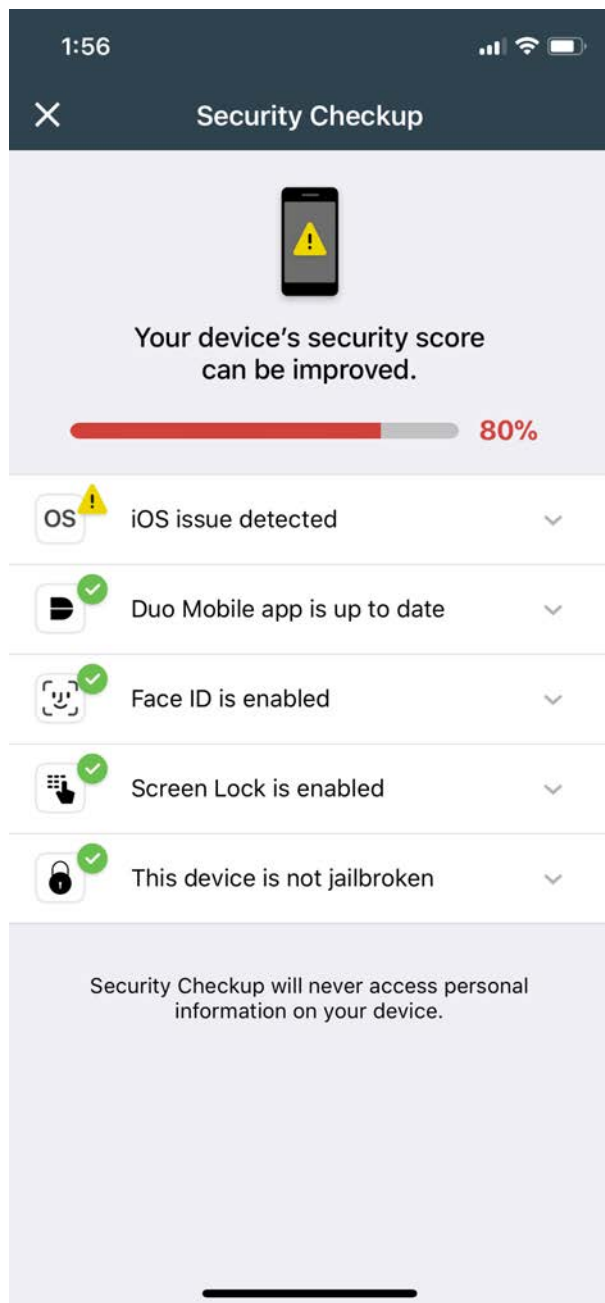 1:56
Security Checkup
Your device's security score
can be improved.
80%
OS
iOS issue detected
Duo Mobile app is up to date
Face ID is enabled
Screen Lock is enabled
This device is not jailbroken
Security Checkup will never access personal
information on your device.